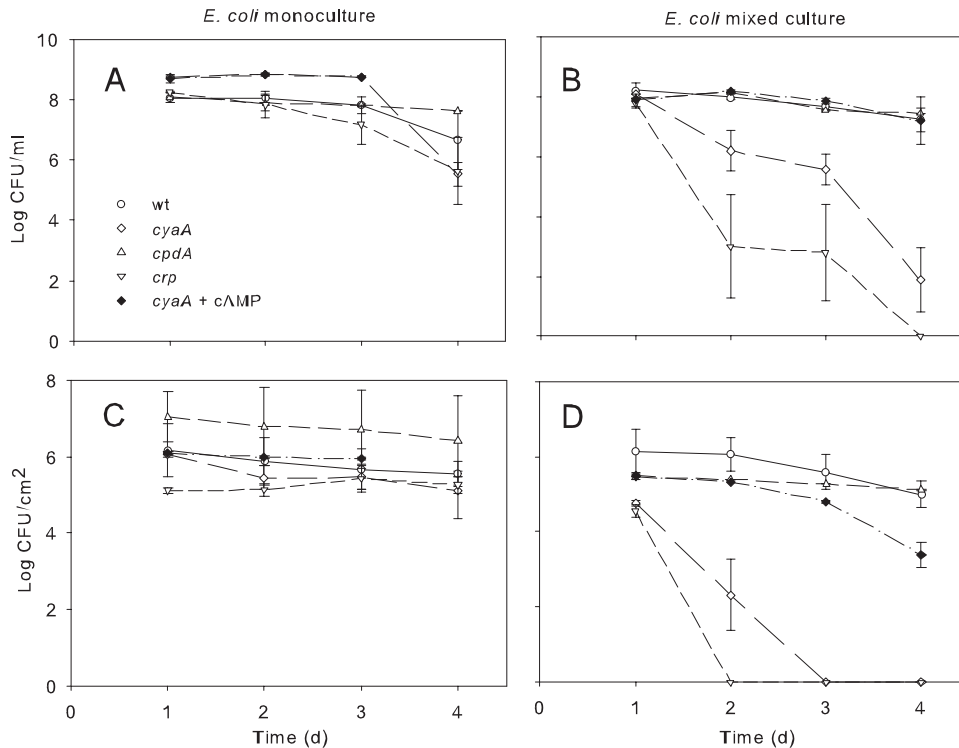 E. coli monoculture
E. coli mixed culture
10
8
6
4
2
0
Log CFU/ml
A
B
wt
cyaA
cpdA
crp
cyaA + cAMP
8
6
4
2
0
Log CFU/cm2
C
D
0 1 2 3 4
0 1 2 3 4
Time (d)
Time (d)